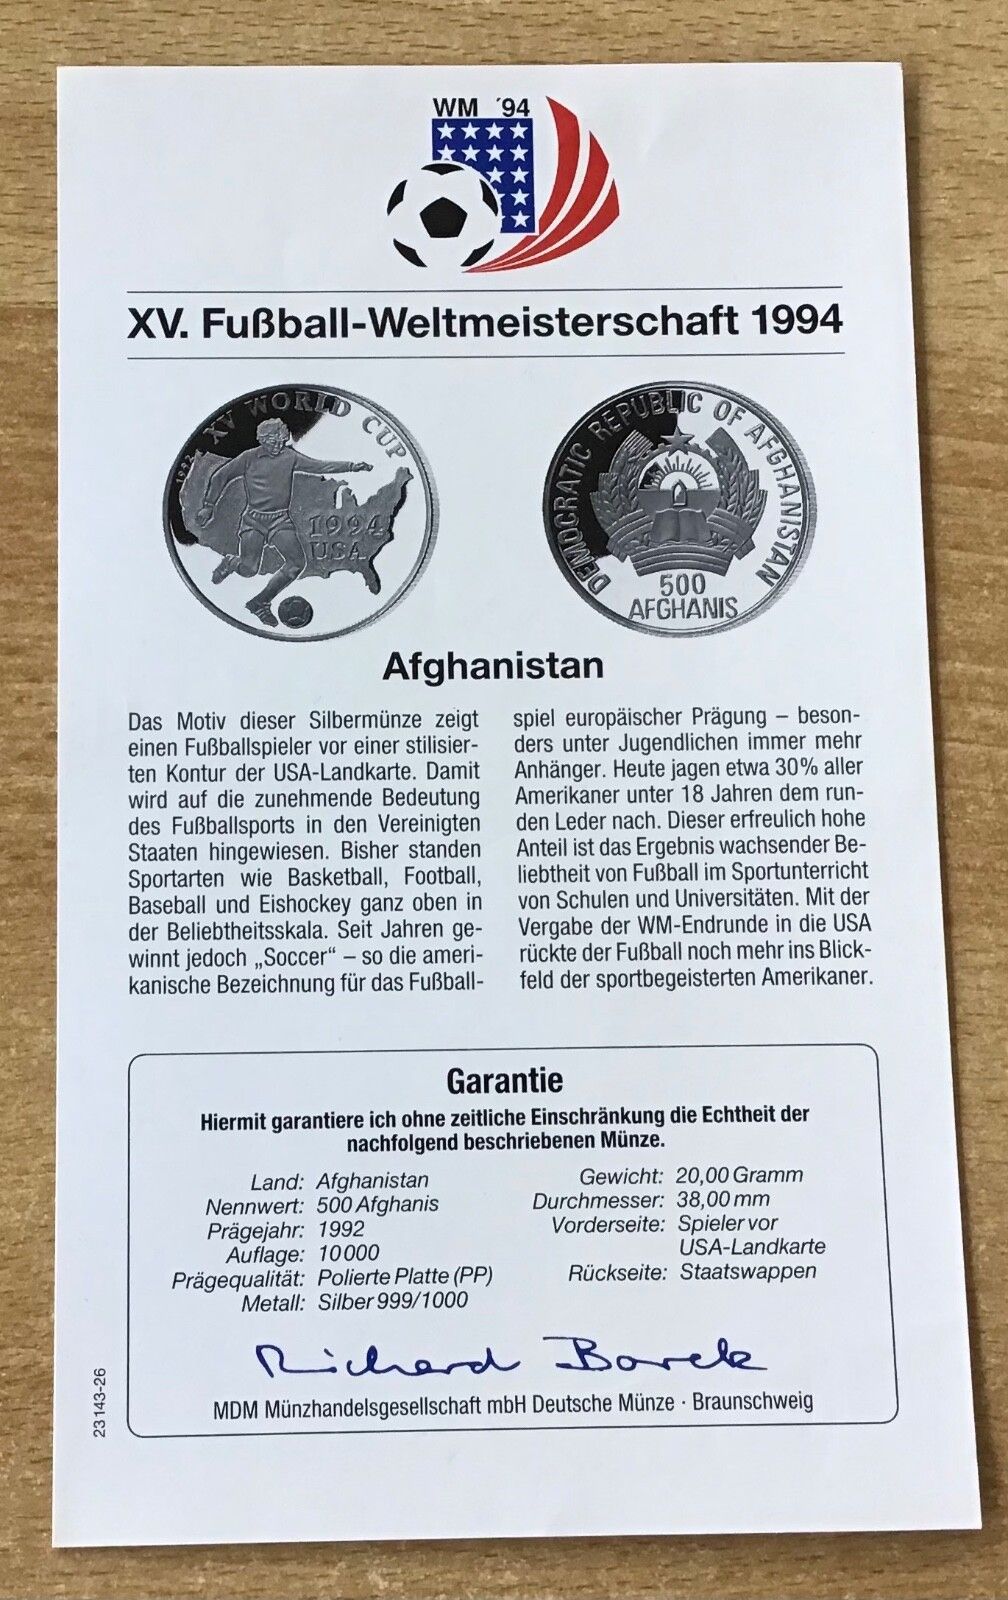 WM ´94
XV. Fußball-Weltmeisterschaft 1994
1992 XV WORLD CUP
1994
USA
DEMOCRATIC REPUBLIC OF AFGHANISTAN
500
AFGHANIS
Afghanistan
Das Motiv dieser Silbermünze zeigt
einen Fußballspieler vor einer stilisier-
ten Kontur der USA-Landkarte. Damit
wird auf die zunehmende Bedeutung
des Fußballsports in den Vereinigten
Staaten hingewiesen. Bisher standen
Sportarten wie Basketball, Football,
Baseball und Eishockey ganz oben in
der Beliebtheitsskala. Seit Jahren ge-
winnt jedoch „Soccer“ – so die ameri-
kanische Bezeichnung für das Fußball-
spiel europäischer Prägung – beson-
ders unter Jugendlichen immer mehr
Anhänger. Heute jagen etwa 30% aller
Amerikaner unter 18 Jahren dem run-
den Leder nach. Dieser erfreulich hohe
Anteil ist das Ergebnis wachsender Be-
liebtheit von Fußball im Sportunterricht
von Schulen und Universitäten. Mit der
Vergabe der WM-Endrunde in die USA
rückte der Fußball noch mehr ins Blick-
feld der sportbegeisterten Amerikaner.
Garantie
Hiermit garantiere ich ohne zeitliche Einschränkung die Echtheit der
nachfolgend beschriebenen Münze.
Land: Afghanistan
Nennwert: 500 Afghanis
Prägejahr: 1992
Auflage: 10 000
Prägequalität: Polierte Platte (PP)
Metall: Silber 999/1000
Gewicht: 20,00 Gramm
Durchmesser: 38,00 mm
Vorderseite: Spieler vor
USA-Landkarte
Rückseite: Staatswappen
Richard Borek
MDM Münzhandelsgesellschaft mbH Deutsche Münze · Braunschweig
23 143-26